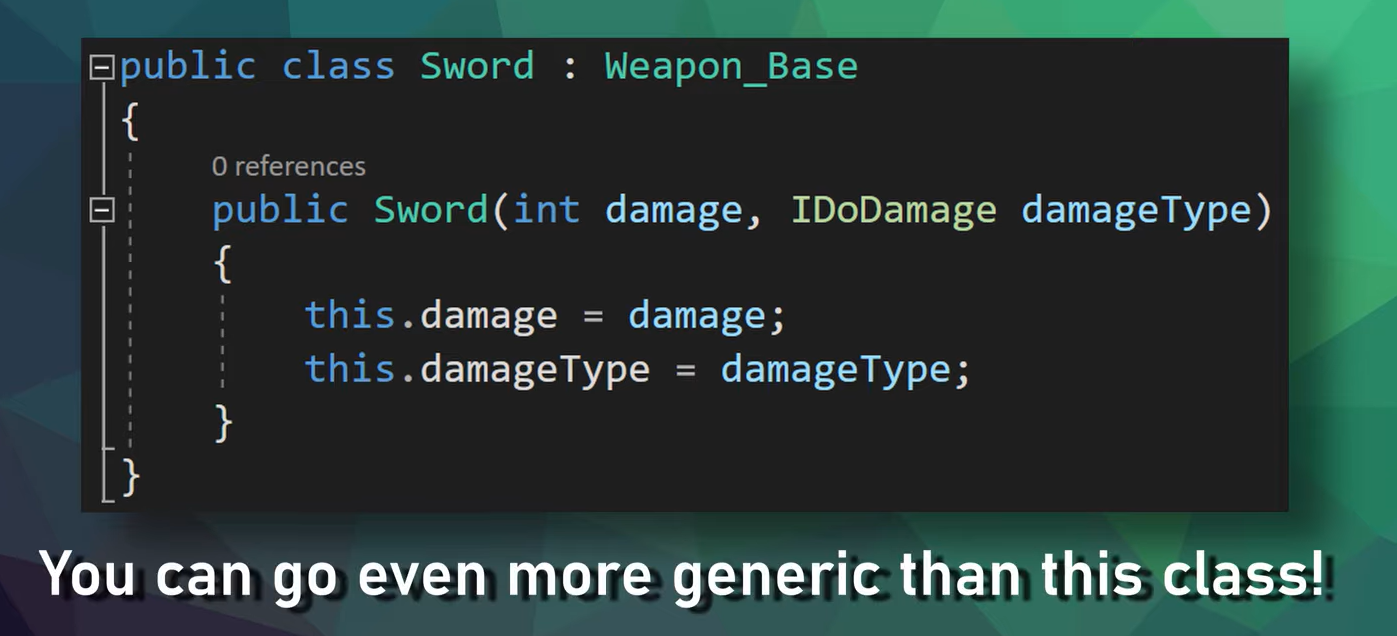 public class Sword : Weapon_Base
{
0 references
public Sword(int damage, IDoDamage damageType)
{
this.damage = damage;
this.damageType = damageType;
}
}
You can go even more generic than this class!